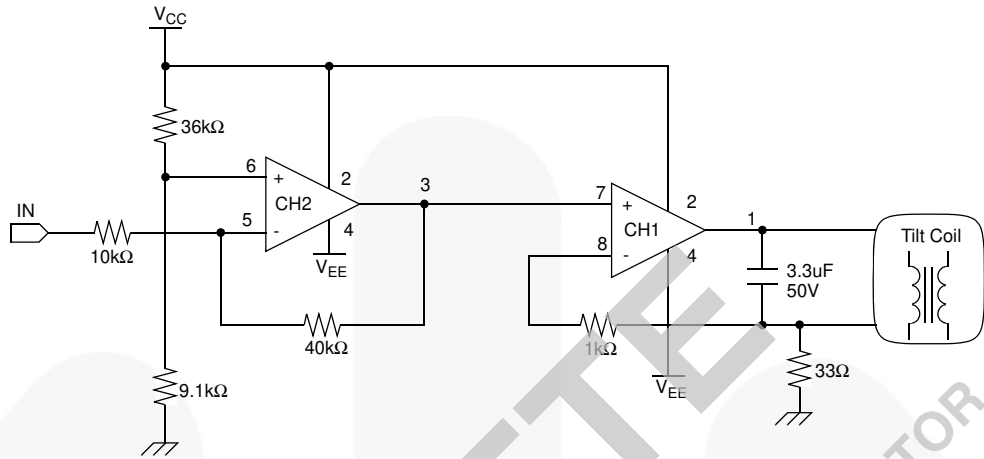 VCC
36kΩ
6
+
2
3
7
+
2
IN
CH2
1
5
-
4
CH1
Tilt Coil
8
-
4
10kΩ
VEE
3.3uF
50V
40kΩ
1kΩ
33Ω
9.1kΩ
VEE